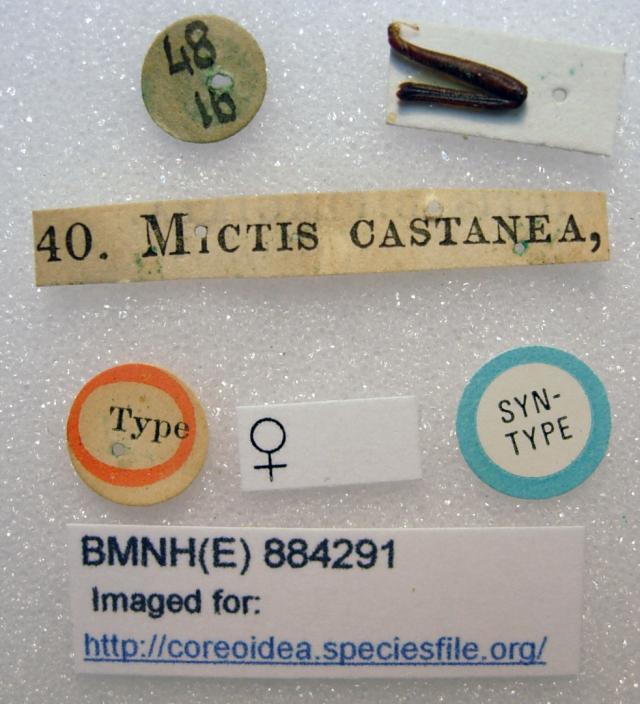 48
16
40. MICTIS CASTANEA,
Type
♀
SYN-
TYPE
BMNH(E) 884291
Imaged for:
http://coreoidea.speciesfile.org/